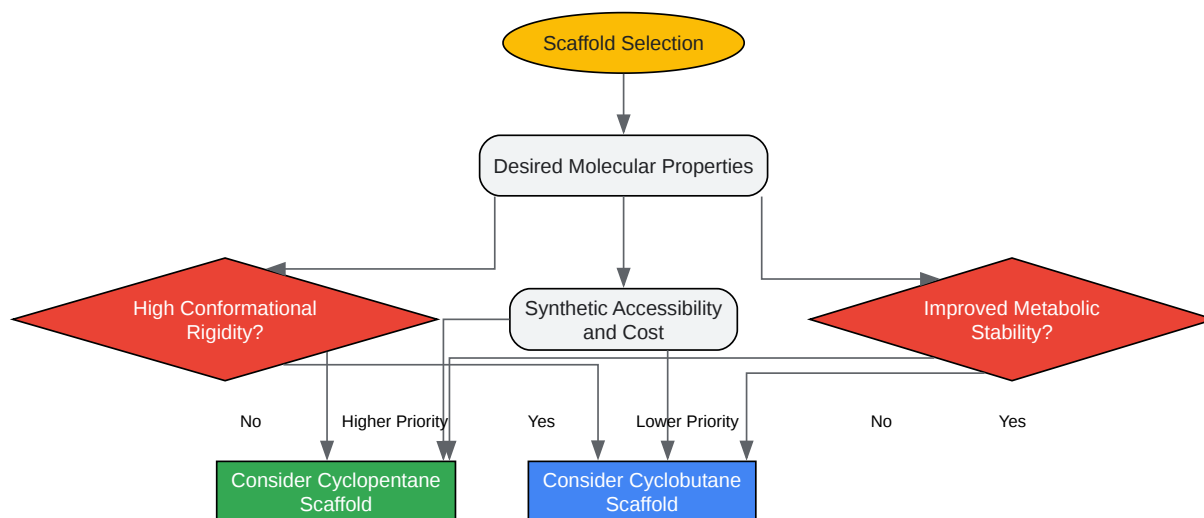 Scaffold Selection
Desired Molecular Properties
High Conformational
Rigidity?
Synthetic Accessibility
and Cost
Improved Metabolic
Stability?
No
Higher Priority
Yes
Lower Priority
No
Yes
Consider Cyclopentane
Scaffold
Consider Cyclobutane
Scaffold